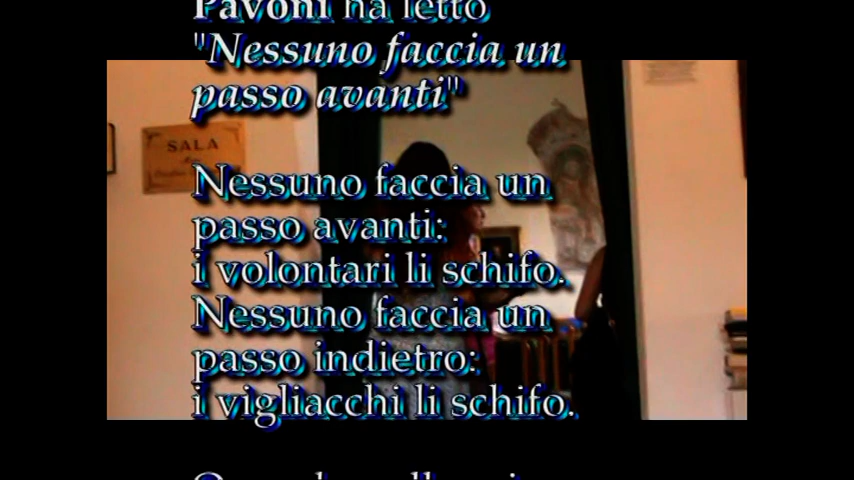 Pavoni ha letto
"Nessuno faccia un
passo avanti"
SALA
Nessuno faccia un
passo avanti:
i volontari li schifo.
Nessuno faccia un
passo indietro:
i vigliacchi li schifo.